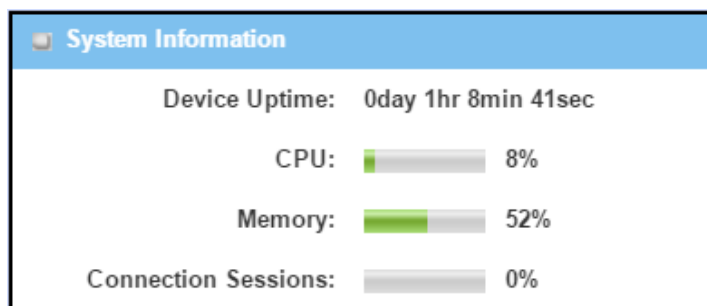 System Information
Device Uptime: 0day 1hr 8min 41sec
CPU: 8%
Memory: 52%
Connection Sessions: 0%